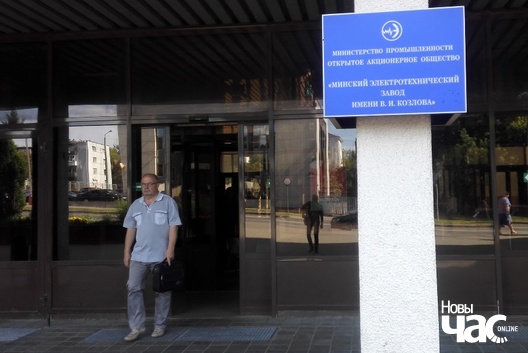 МИНИСТЕРСТВО ПРОМЫШЛЕННОСТИ
ОТКРЫТОЕ АКЦИОНЕРНОЕ ОБЩЕСТВО
«МИНСКИЙ ЭЛЕКТРОТЕХНИЧЕСКИЙ
ЗАВОД
ИМЕНИ В. И. КОЗЛОВА»
Новы
Час
ONLINE